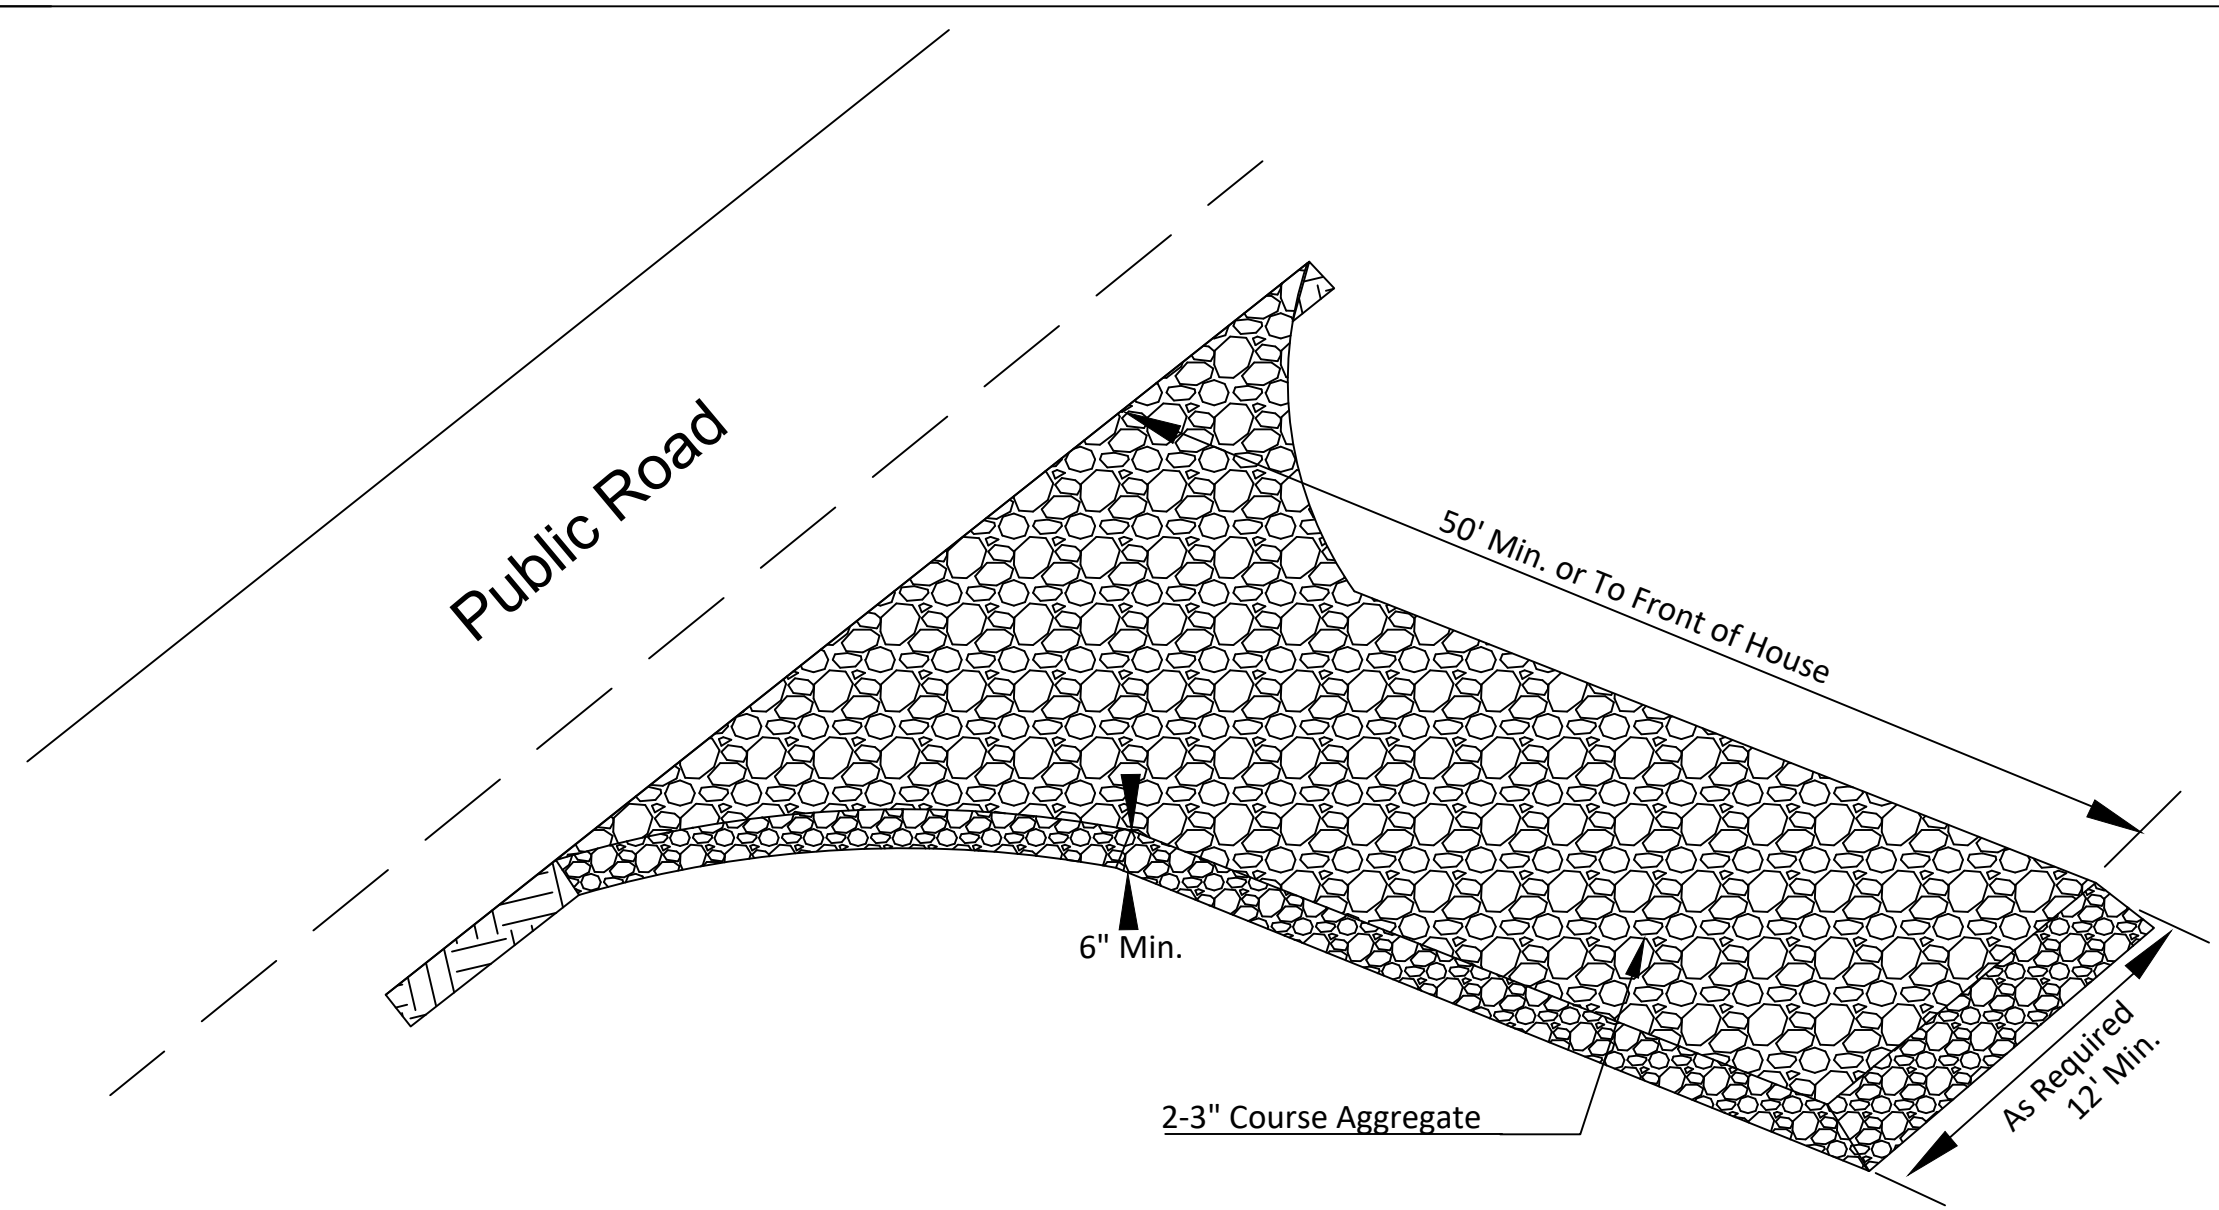 Public Road
50' Min. or To Front of House
6" Min.
2-3" Course Aggregate
As Required
12' Min.